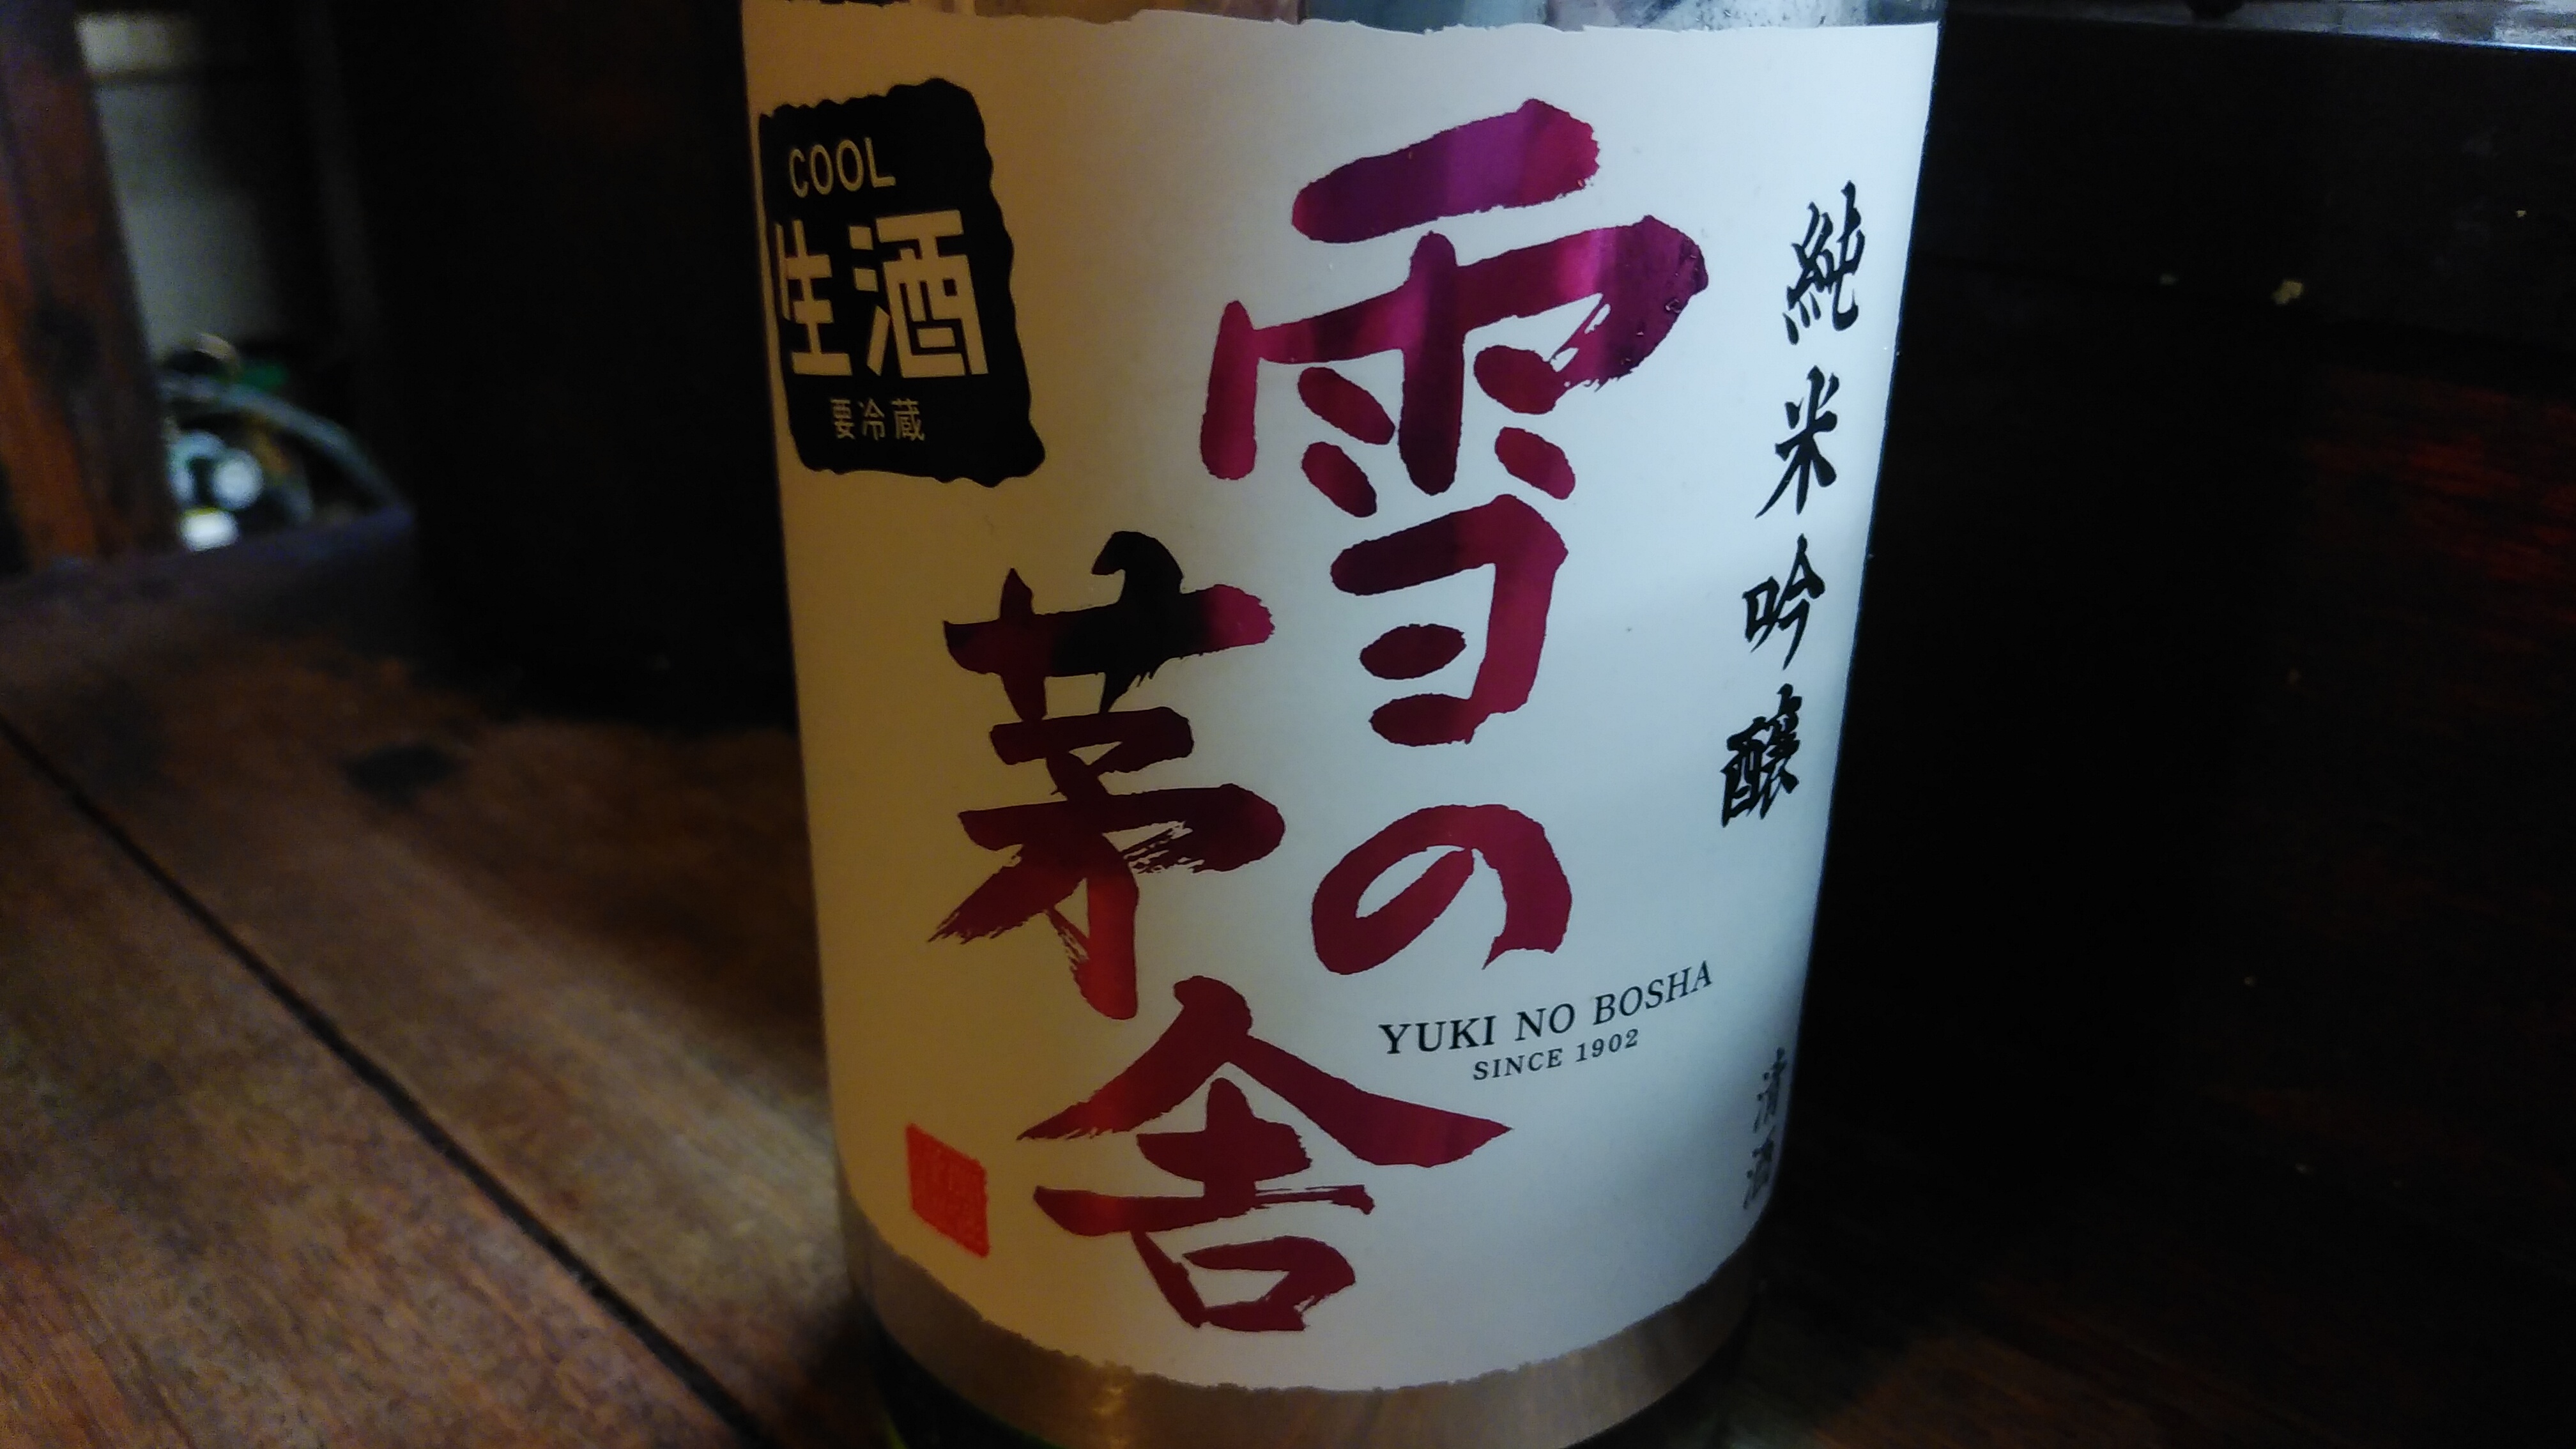 純米吟醸
雪の
茅舎
YUKI NO BOSHA
SINCE 1902
清酒
COOL
生酒
要冷蔵